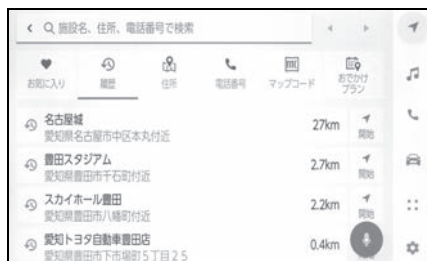 施設名、住所、電話番号で検索
お気に入り
履歴
住所
電話番号
マップコード
おでかけ
プラン
名古屋城
愛知県名古屋市中区本丸付近
27km
開始
豊田スタジアム
愛知県豊田市千石町付近
2.7km
開始
スカイホール豊田
愛知県豊田市八幡町付近
2.2km
開始
愛知トヨタ自動車豊田店
愛知県豊田市下市場町5丁目25
0.4km